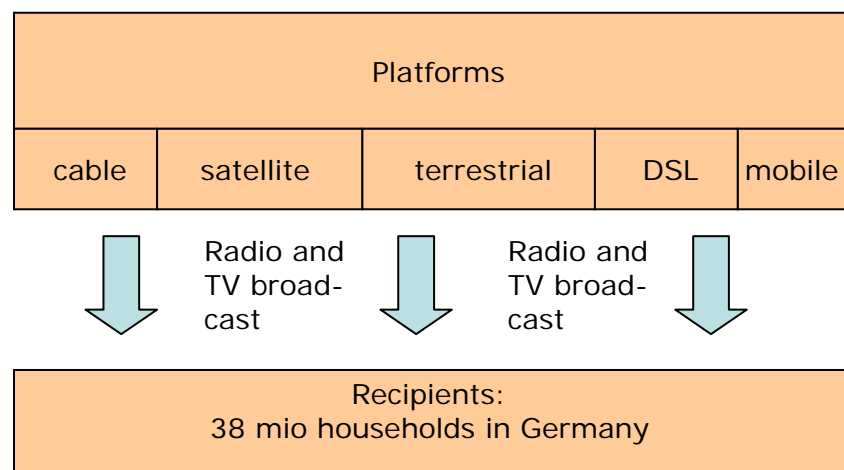 Platforms
cable satellite terrestrial DSL mobile
Radio and
TV broad-
cast
Radio and
TV broad-
cast
Recipients:
38 mio households in Germany